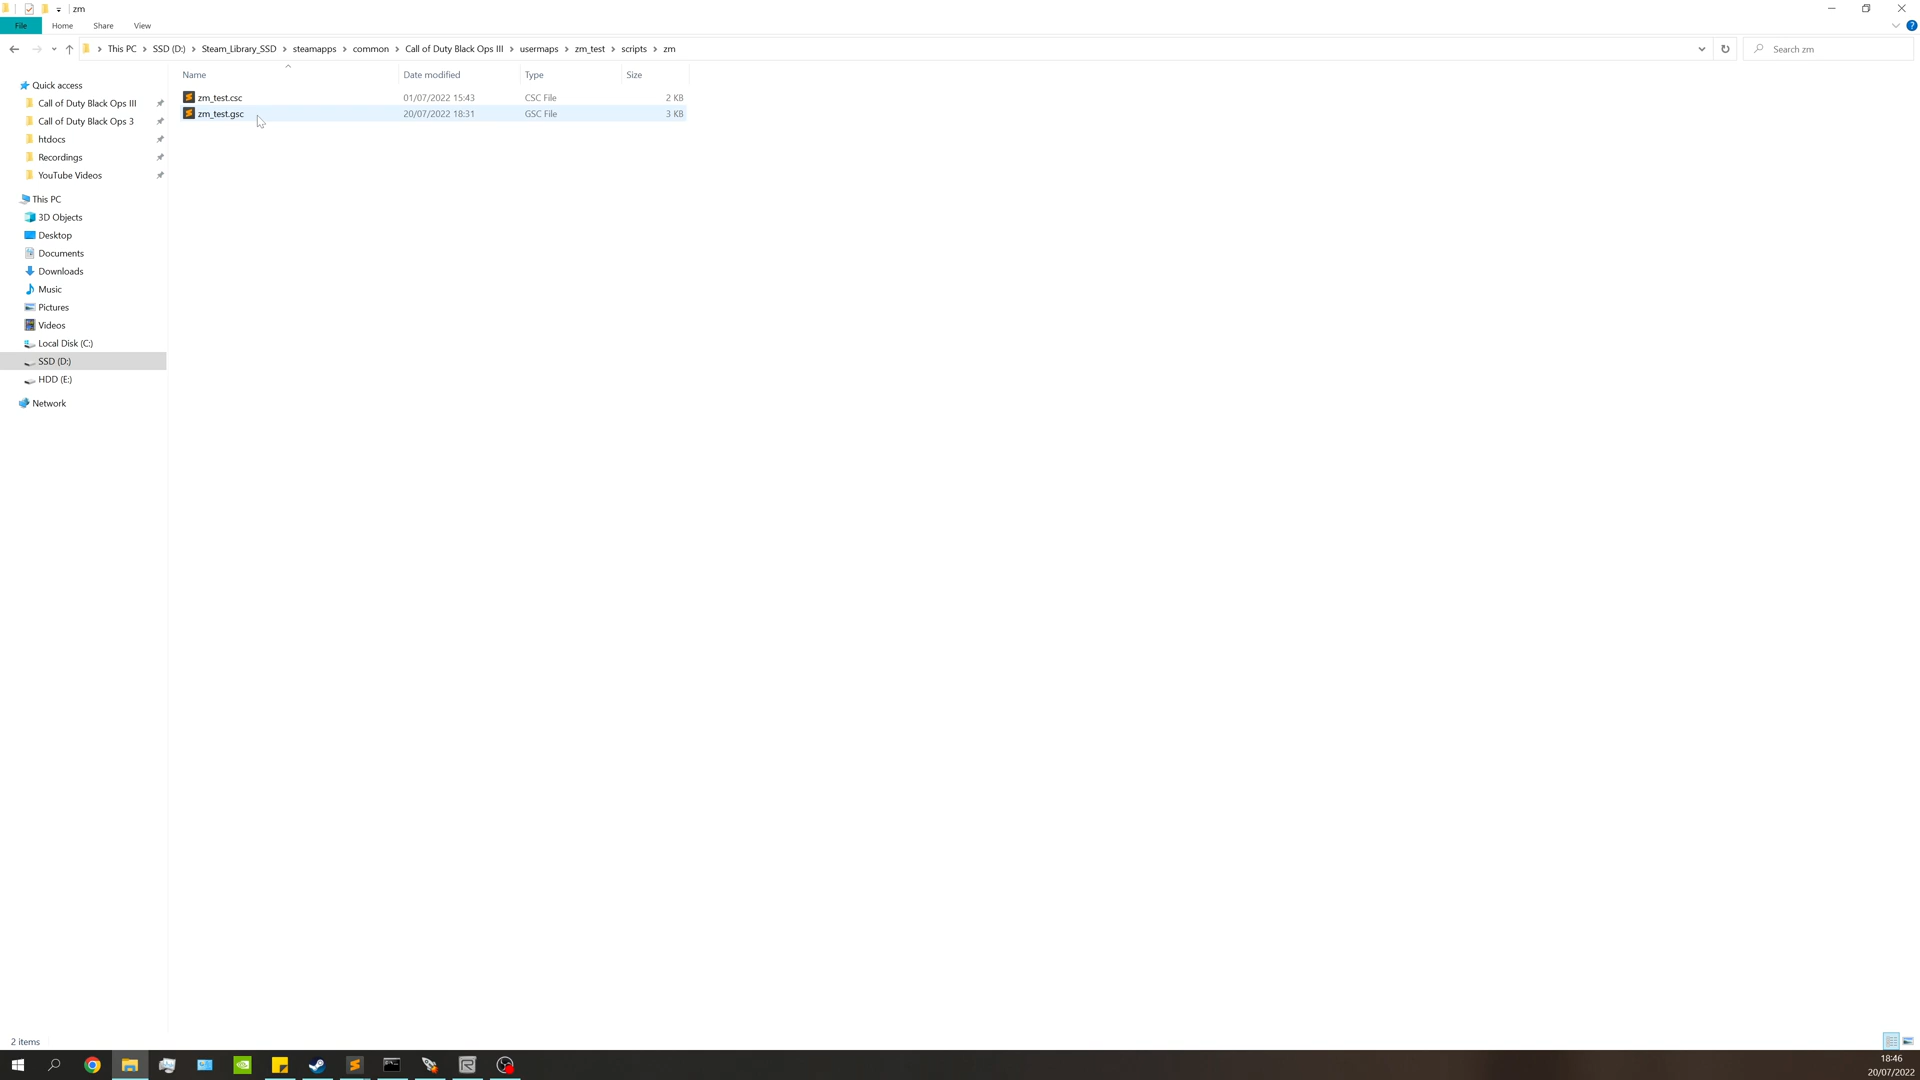 zm
File Home Share View
This PC SSD (D:) Steam_Library_SSD steamapps common Call of Duty Black Ops III usermaps zm_test scripts zm
Search zm
Name Date modified Type Size
zm_test.csc 01/07/2022 15:43 CSC File 2 KB
zm_test.gsc 20/07/2022 18:31 GSC File 3 KB
Quick access
Call of Duty Black Ops III
Call of Duty Black Ops 3
htdocs
Recordings
YouTube Videos
This PC
3D Objects
Desktop
Documents
Downloads
Music
Pictures
Videos
Local Disk (C:)
SSD (D:)
HDD (E:)
Network
2 items
18:46
20/07/2022